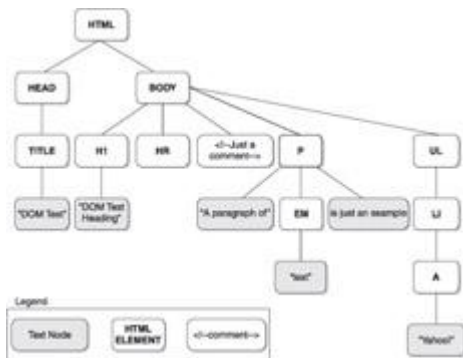 HTML
HEAD
BODY
TITLE
H1
HR
<!--Just a
comment-->
P
UL
"DOM Test"
"DOM Test
Heading"
"A paragraph of"
EM
is just an example
LI
"text"
A
"Yahoo!"
Legend
Text Node
HTML
ELEMENT
<!--comment-->